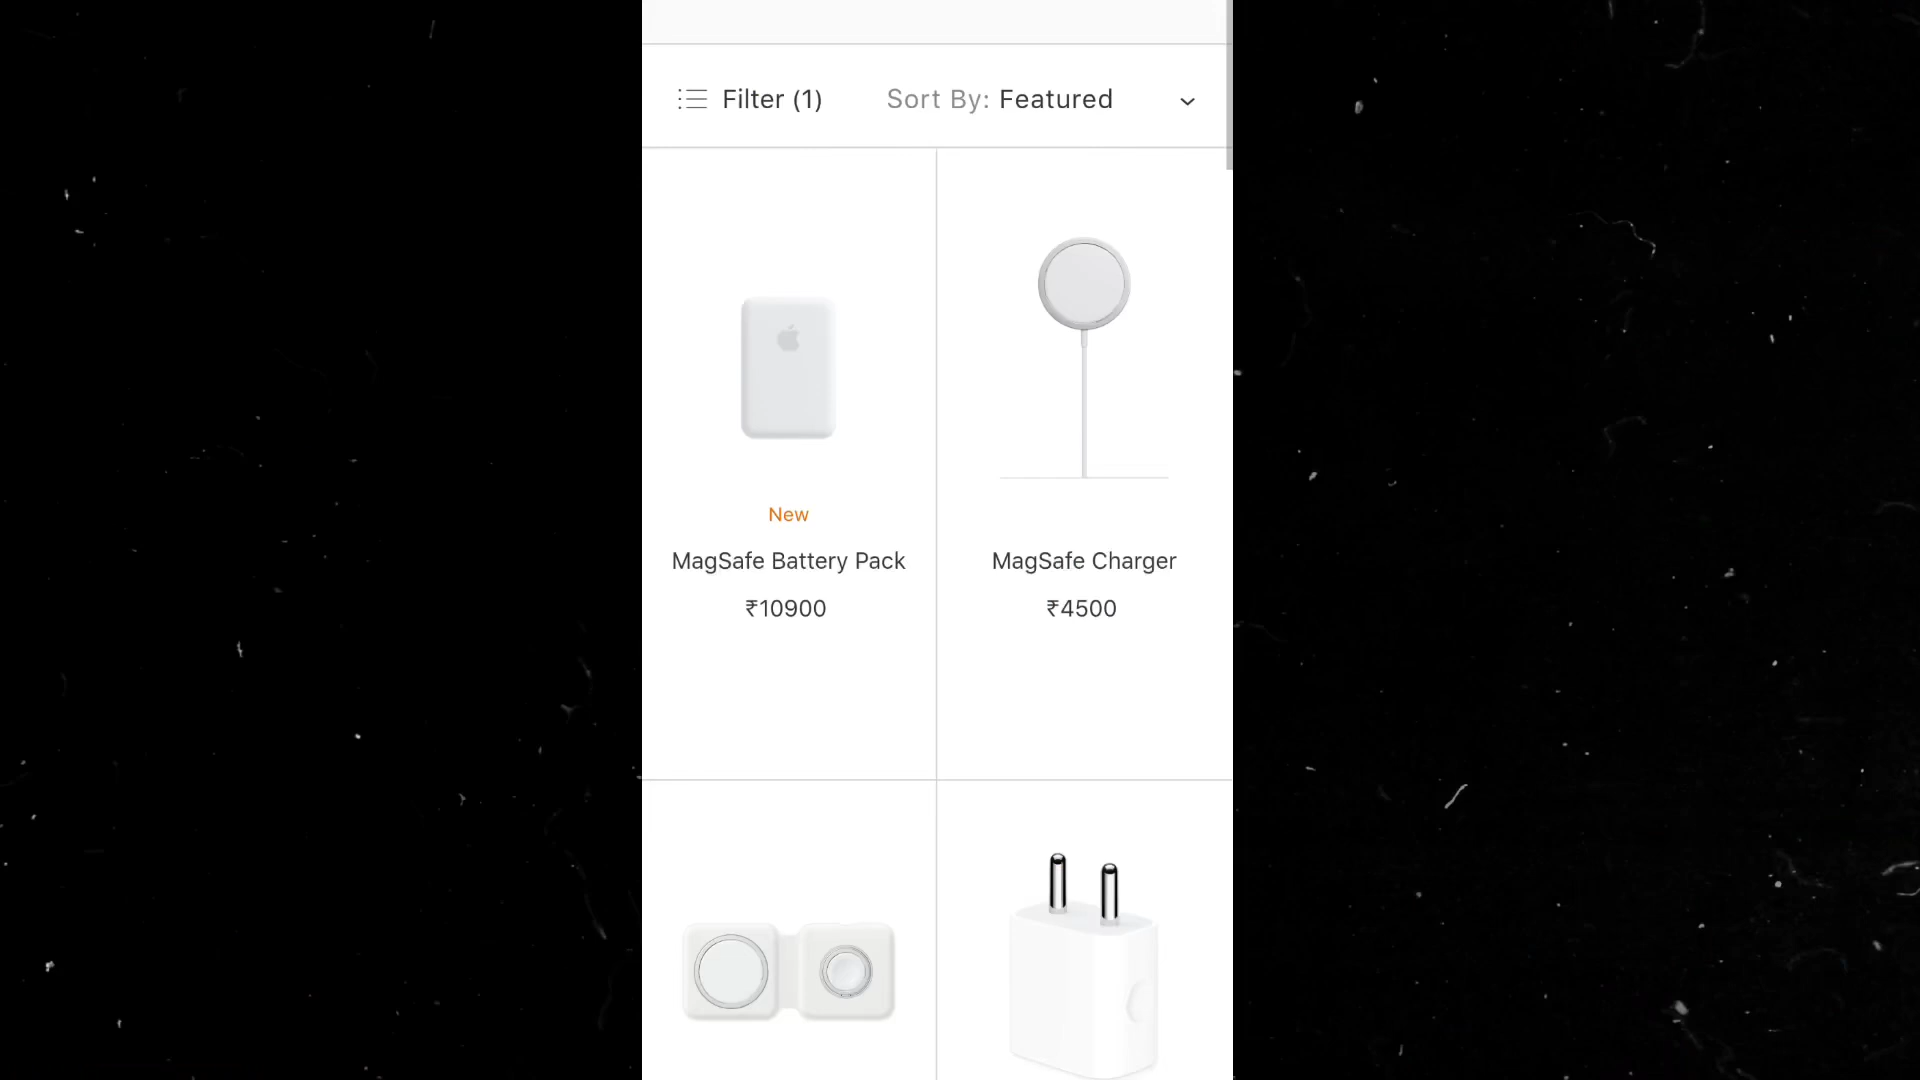 Filter (1)
Sort By: Featured
New
MagSafe Battery Pack
₹10900
MagSafe Charger
₹4500